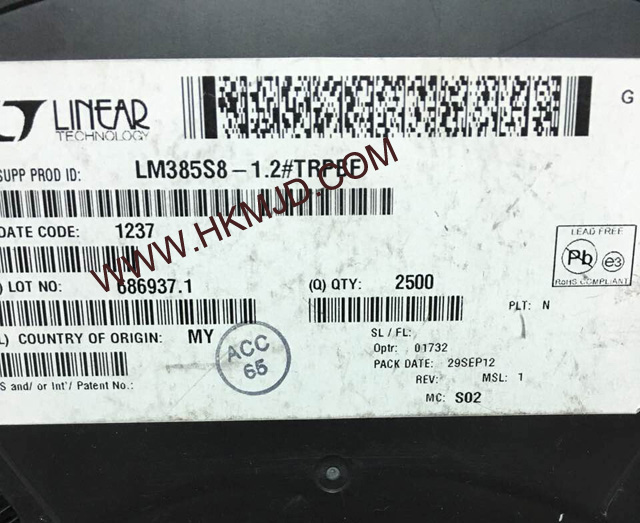 LINEAR
TECHNOLOGY
G
SUPP PROD ID: LM385S8-1.2#TRPBF
DATE CODE: 1237
) LOT NO: 686937.1
(Q) QTY: 2500
LEAD FREE
Pb e3
RoHS COMPLIANT
PLT: N
L) COUNTRY OF ORIGIN: MY
ACC
65
SL / FL:
Optr: 01732
PACK DATE: 29SEP12
REV: MSL: 1
MC: S02
S and/ or Int'/ Patent No.:
WWW.HKMJD.COM